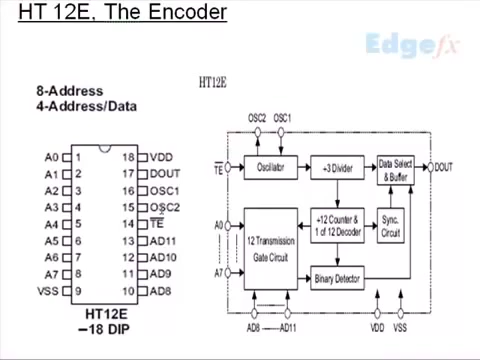 HT 12E, The Encoder
Edgefx
8-Address
4-Address/Data
HT12E
A0 1 18 VDD
A1 2 17 DOUT
A2 3 16 OSC1
A3 4 15 OSC2
A4 5 14 TE
A5 6 13 AD11
A6 7 12 AD10
A7 8 11 AD9
VSS 9 10 AD8
HT12E
–18 DIP
OSC2 OSC1
TE
Oscillator
÷3 Divider
Data Select
& Buffer
DOUT
A0
A7
12 Transmission
Gate Circuit
÷12 Counter &
1 of 12 Decoder
Sync.
Circuit
Binary Detector
AD8 AD11 VDD VSS